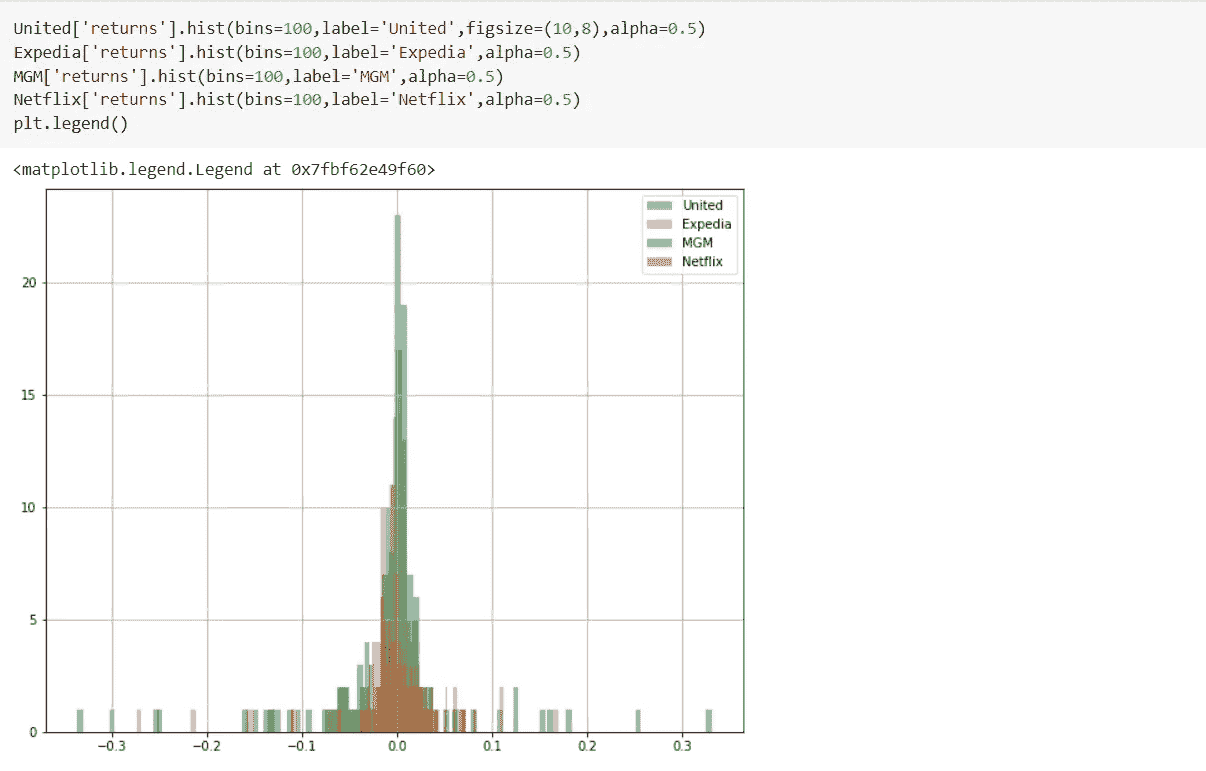 United['returns'].hist(bins=100,label='United',figsize=(10,8),alpha=0.5)
Expedia['returns'].hist(bins=100,label='Expedia',alpha=0.5)
MGM['returns'].hist(bins=100,label='MGM',alpha=0.5)
Netflix['returns'].hist(bins=100,label='Netflix',alpha=0.5)
plt.legend()
<matplotlib.legend.Legend at 0x7fbf62e49f60>
United
Expedia
MGM
Netflix
20
15
10
5
0
−0.3 −0.2 −0.1 0.0 0.1 0.2 0.3